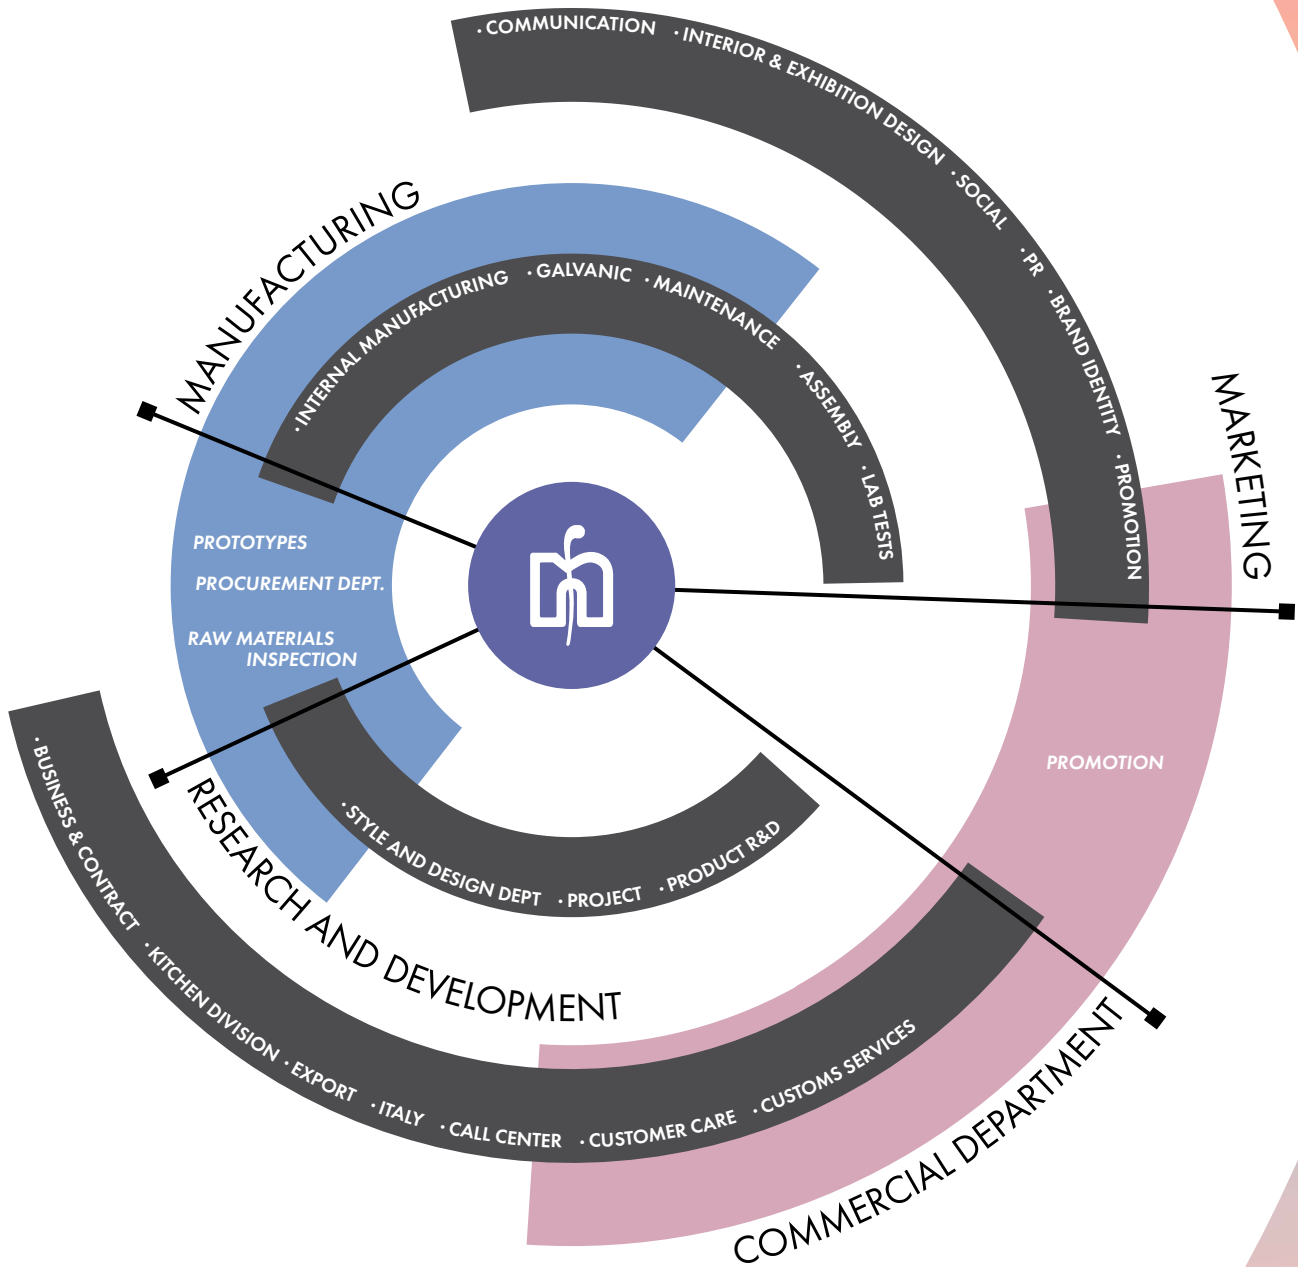 · COMMUNICATION · INTERIOR & EXHIBITION DESIGN · SOCIAL · PR · BRAND IDENTITY · PROMOTION
MARKETING
MANUFACTURING
· INTERNAL MANUFACTURING · GALVANIC · MAINTENANCE · ASSEMBLY · LAB TESTS
PROTOTYPES
PROCUREMENT DEPT.
RAW MATERIALS
INSPECTION
PROMOTION
· STYLE AND DESIGN DEPT · PROJECT · PRODUCT R&D
RESEARCH AND DEVELOPMENT
· BUSINESS & CONTRACT · KITCHEN DIVISION · EXPORT · ITALY · CALL CENTER · CUSTOMER CARE · CUSTOMS SERVICES
COMMERCIAL DEPARTMENT